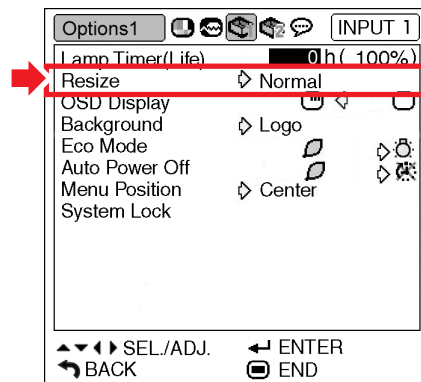 Options1 INPUT 1
Lamp Timer(Life) 0 h( 100%)
Resize Normal
OSD Display
Background Logo
Eco Mode
Auto Power Off
Menu Position Center
System Lock
SEL./ADJ. ENTER
BACK END